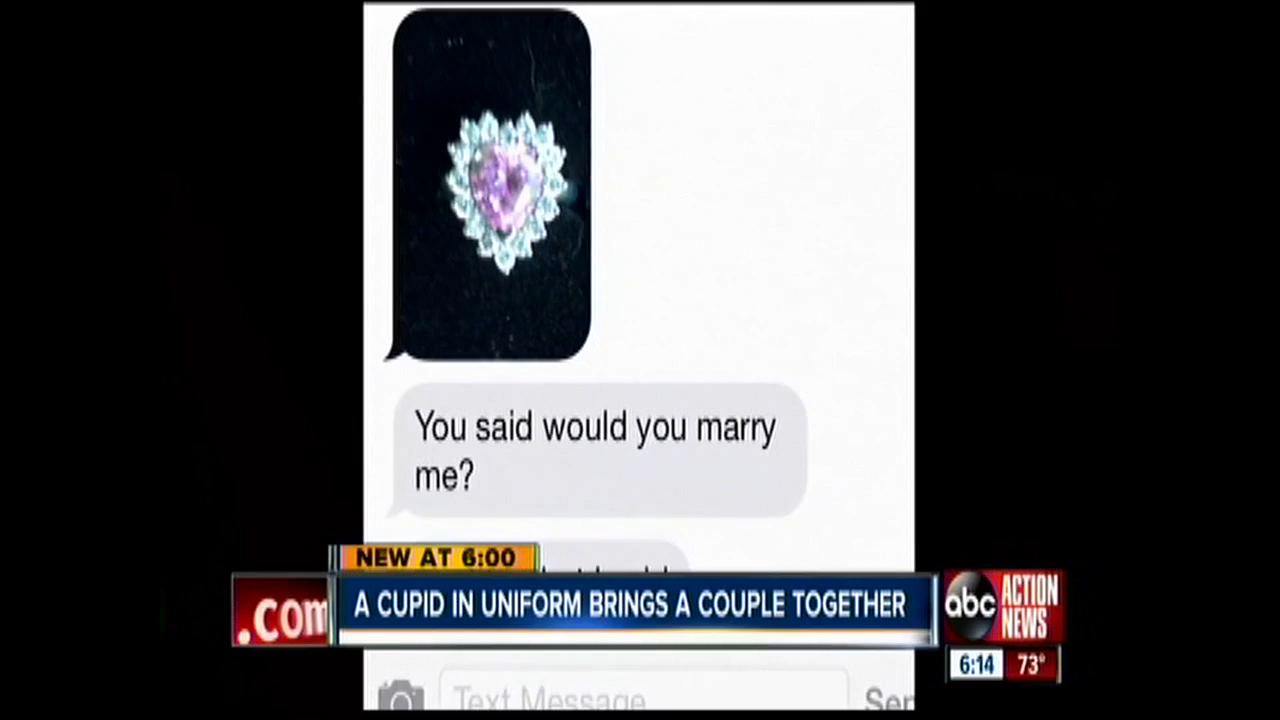 You said would you marry
me?
NEW AT 6:00
.com
A CUPID IN UNIFORM BRINGS A COUPLE TOGETHER
abc
ACTION
NEWS
6:14
73°
Text Message